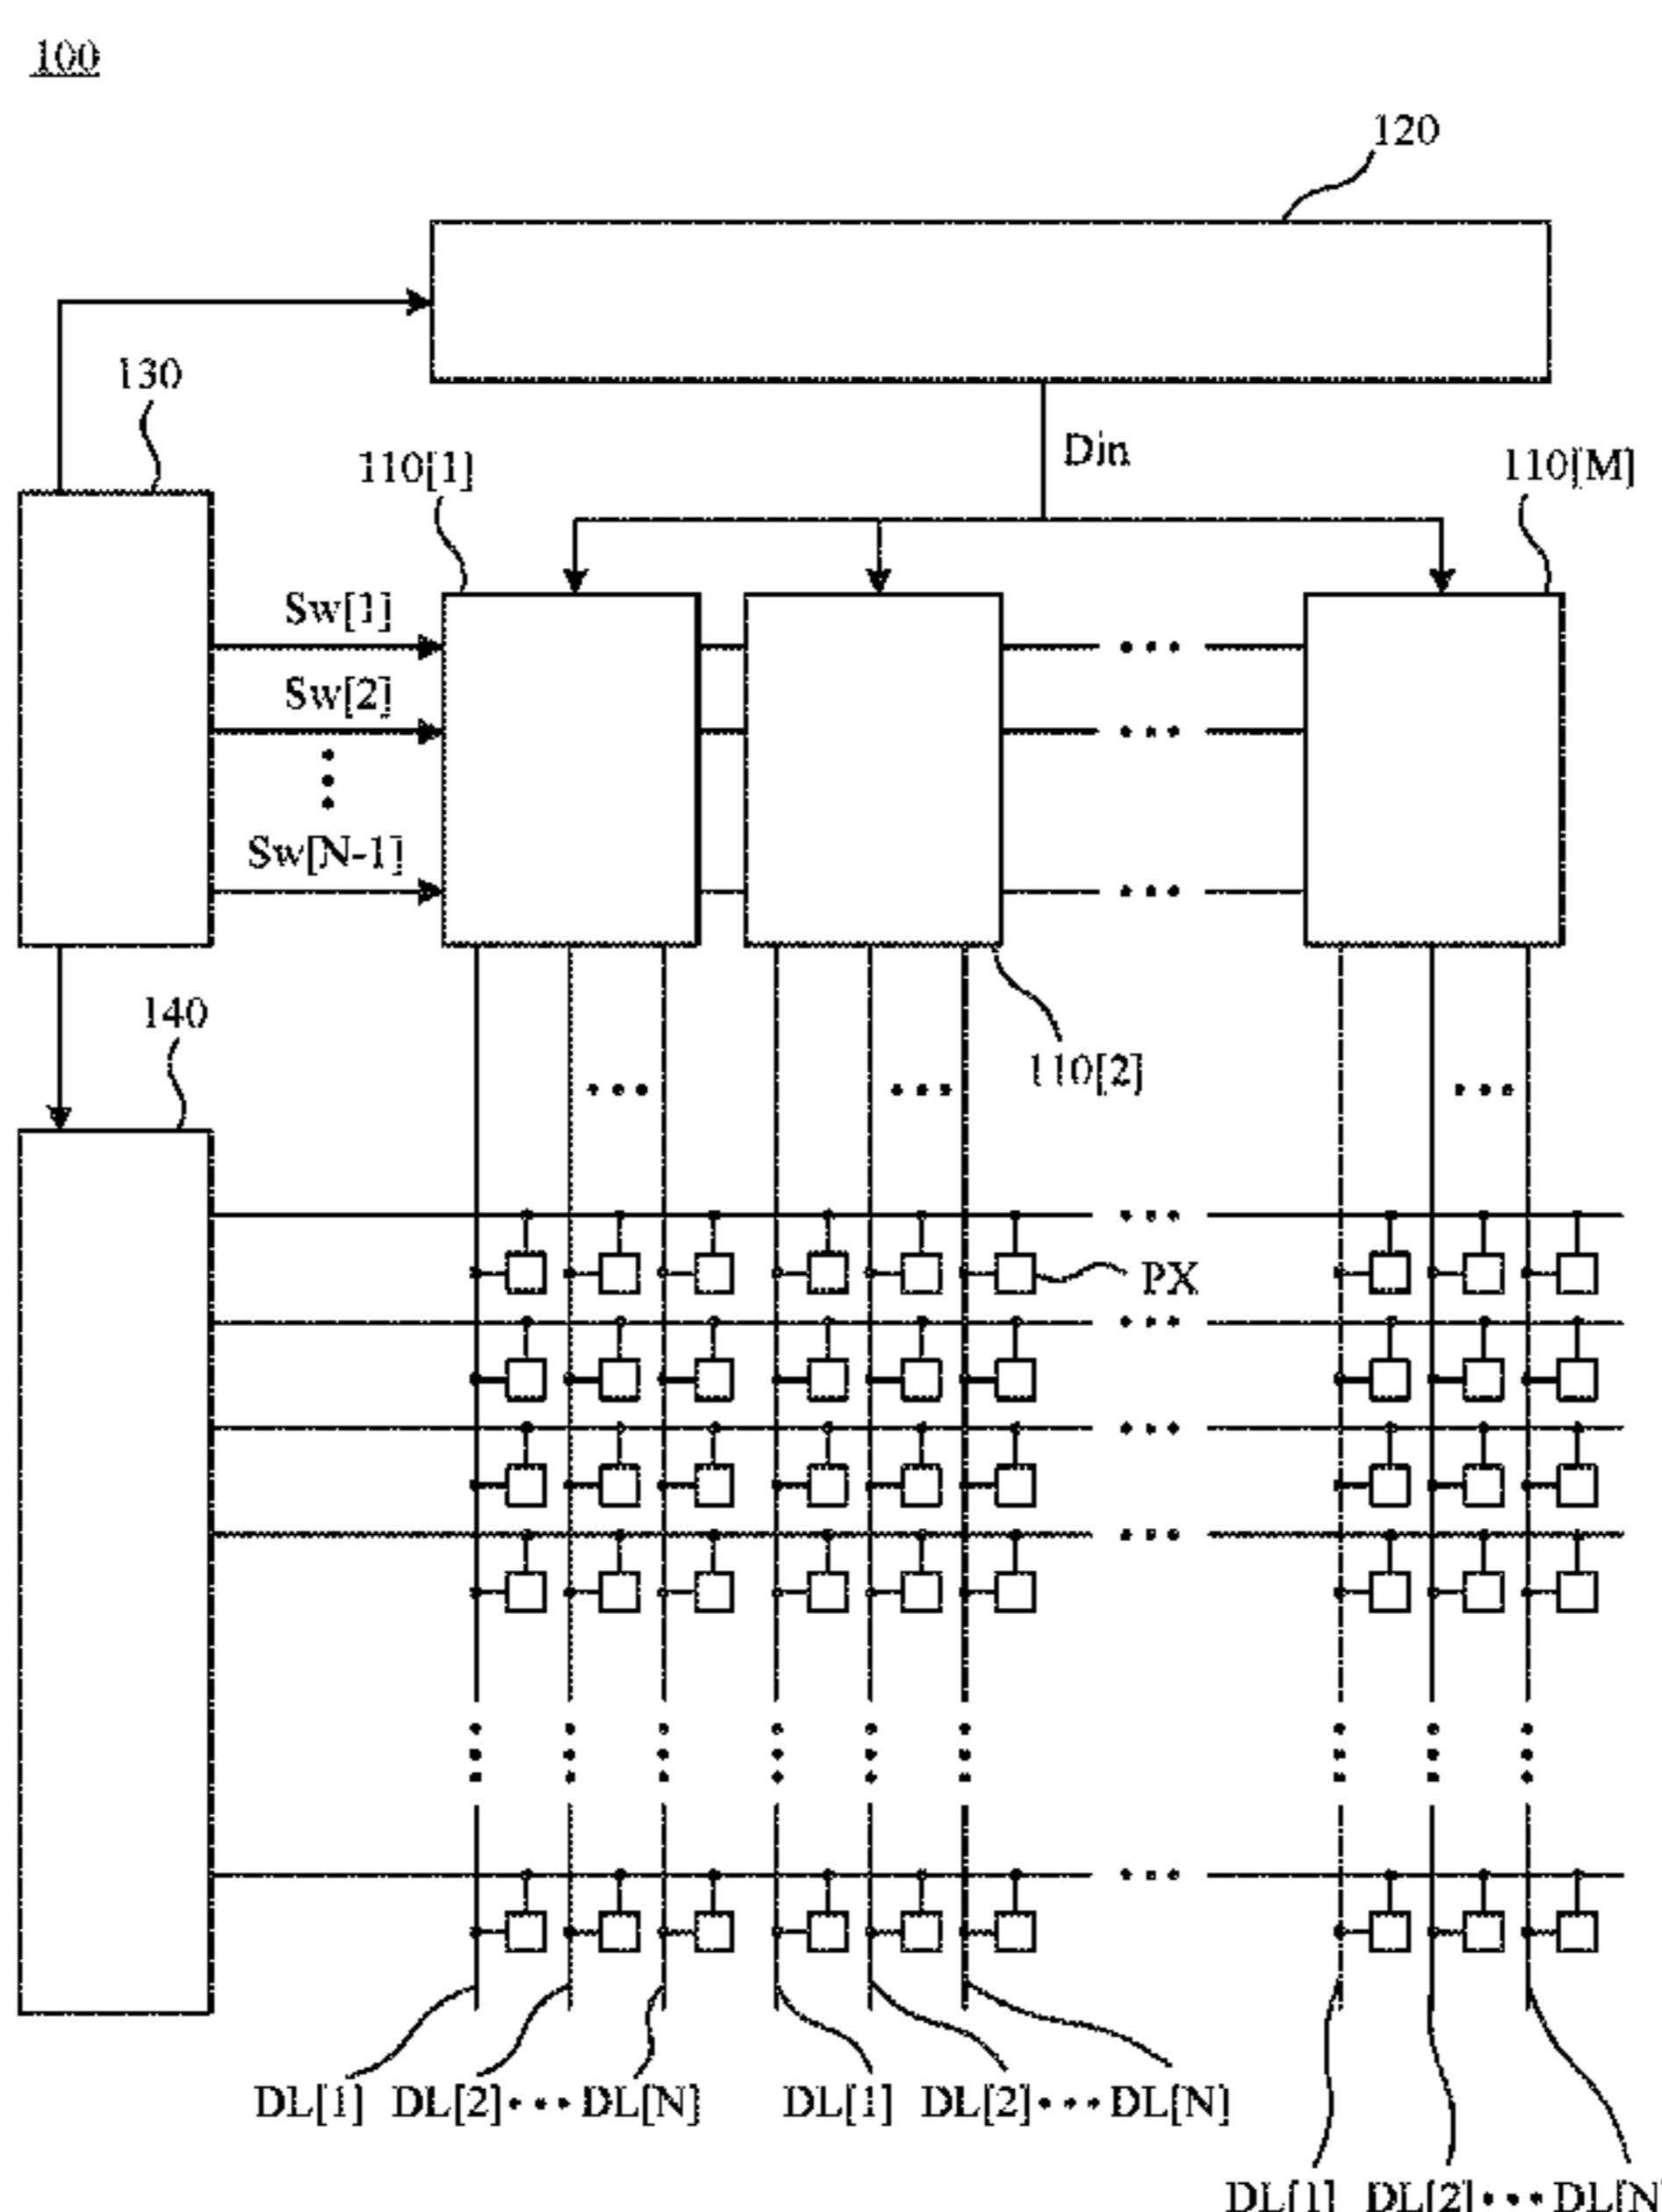 100
120
130
Din
110[1]
110[M]
Sw[1]
Sw[2]
Sw[N-1]
140
110[2]
PX
DL[1] DL[2]•••DL[N] DL[1] DL[2]•••DL[N]
DL[1] DL[2]•••DL[N]